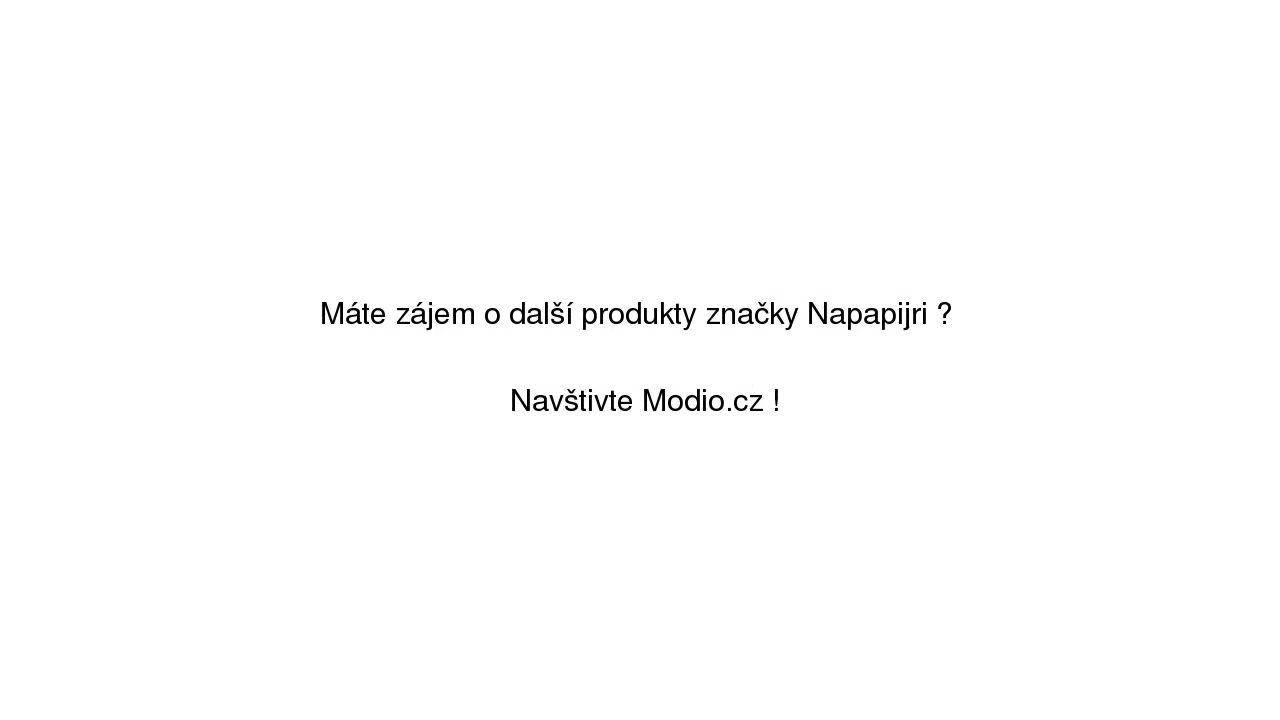 Máte zájem o další produkty značky Napapijri ?
Navštivte Modio.cz !